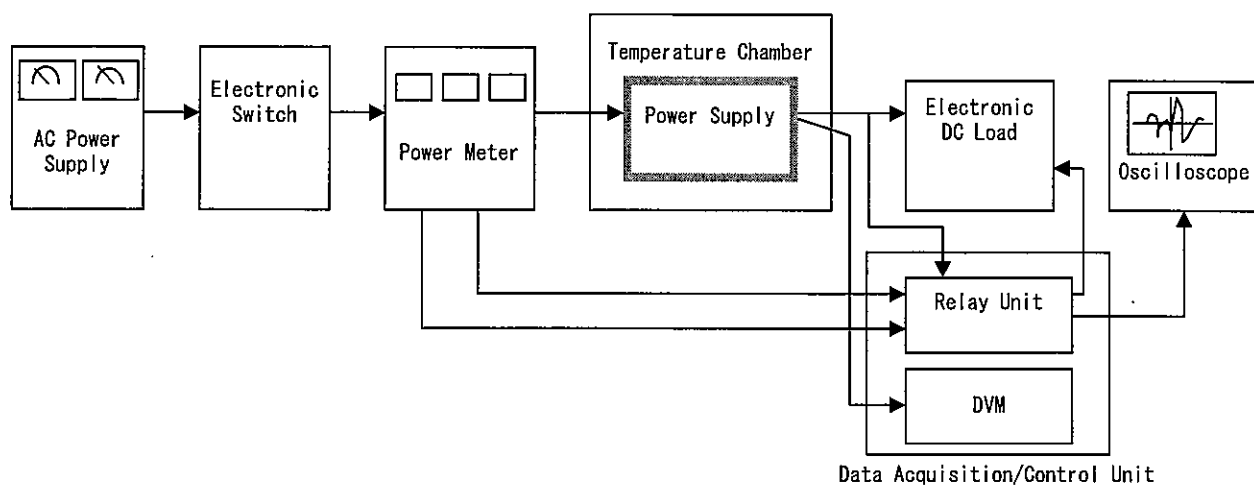 AC Power
Supply
Electronic
Switch
Power Meter
Temperature Chamber
Power Supply
Electronic
DC Load
Oscilloscope
Relay Unit
DVM
Data Acquisition/Control Unit